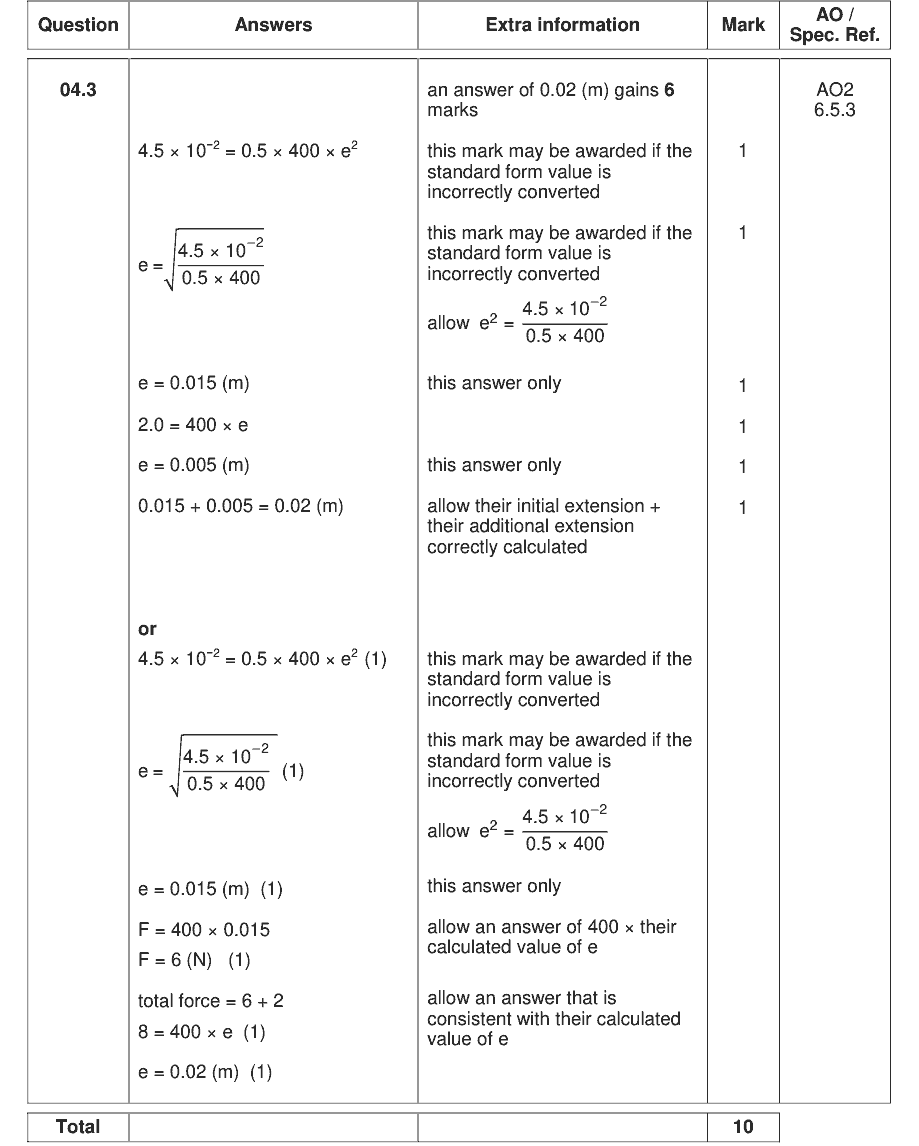 Question Answers Extra information Mark AO /
Spec. Ref.
04.3 an answer of 0.02 (m) gains 6 AO2
marks 6.5.3
4.5 × 10⁻² = 0.5 × 400 × e² this mark may be awarded if the 1
standard form value is
incorrectly converted
e = √(4.5 × 10⁻² / 0.5 × 400) this mark may be awarded if the 1
standard form value is
incorrectly converted
allow e² = 4.5 × 10⁻² / 0.5 × 400
e = 0.015 (m) this answer only 1
2.0 = 400 × e 1
e = 0.005 (m) this answer only 1
0.015 + 0.005 = 0.02 (m) allow their initial extension + 1
their additional extension
correctly calculated
or
4.5 × 10⁻² = 0.5 × 400 × e² (1) this mark may be awarded if the
standard form value is
incorrectly converted
e = √(4.5 × 10⁻² / 0.5 × 400) (1) this mark may be awarded if the
standard form value is
incorrectly converted
allow e² = 4.5 × 10⁻² / 0.5 × 400
e = 0.015 (m) (1) this answer only
F = 400 × 0.015 allow an answer of 400 × their
calculated value of e
F = 6 (N) (1)
total force = 6 + 2 allow an answer that is
consistent with their calculated
8 = 400 × e (1) value of e
e = 0.02 (m) (1)
Total 10